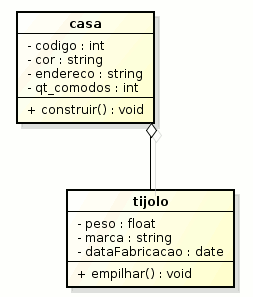 casa
- codigo : int
- cor : string
- endereco : string
- qt_comodos : int
+ construir() : void
tijolo
- peso : float
- marca : string
- dataFabricacao : date
+ empilhar() : void